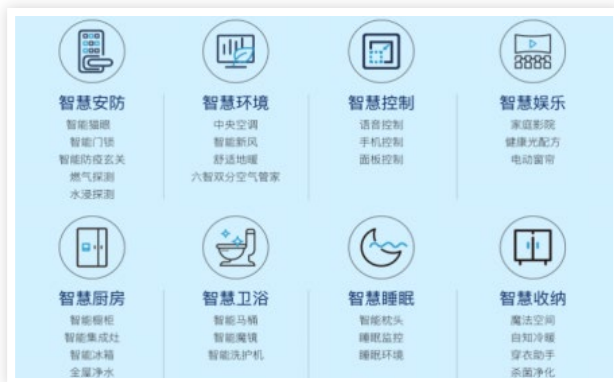 智慧安防
智能猫眼
智能门锁
智能防疫玄关
燃气探测
水浸探测
智慧环境
中央空调
智能新风
舒适地暖
六智双分空气管家
智慧控制
语音控制
手机控制
面板控制
智慧娱乐
家庭影院
健康光配方
电动窗帘
智慧厨房
智能橱柜
智能集成灶
智能冰箱
全屋净水
智慧卫浴
智能马桶
智能魔镜
智能洗护机
智慧睡眠
智能枕头
睡眠监控
睡眠环境
智慧收纳
魔法空间
自知冷暖
穿衣助手
杀菌净化